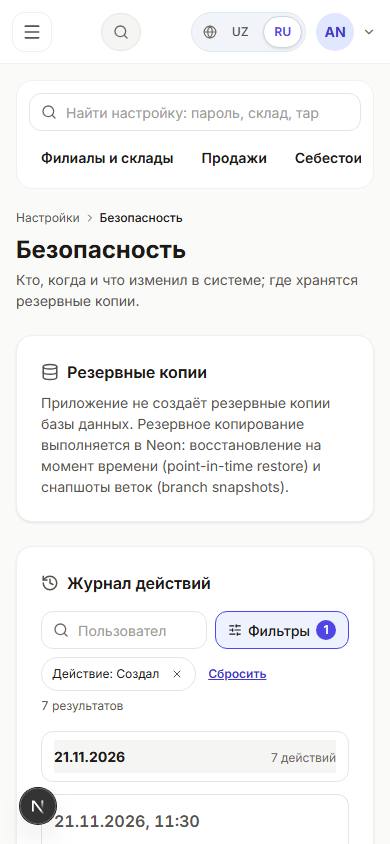 UZ RU AN
Найти настройку: пароль, склад, тар
Филиалы и склады Продажи Себестои
Настройки > Безопасность
Безопасность
Кто, когда и что изменил в системе; где хранятся
резервные копии.
Резервные копии
Приложение не создаёт резервные копии
базы данных. Резервное копирование
выполняется в Neon: восстановление на
момент времени (point-in-time restore) и
снапшоты веток (branch snapshots).
Журнал действий
Пользовател Фильтры 1
Действие: Создал × Сбросить
7 результатов
21.11.2026 7 действий
N
21.11.2026, 11:30